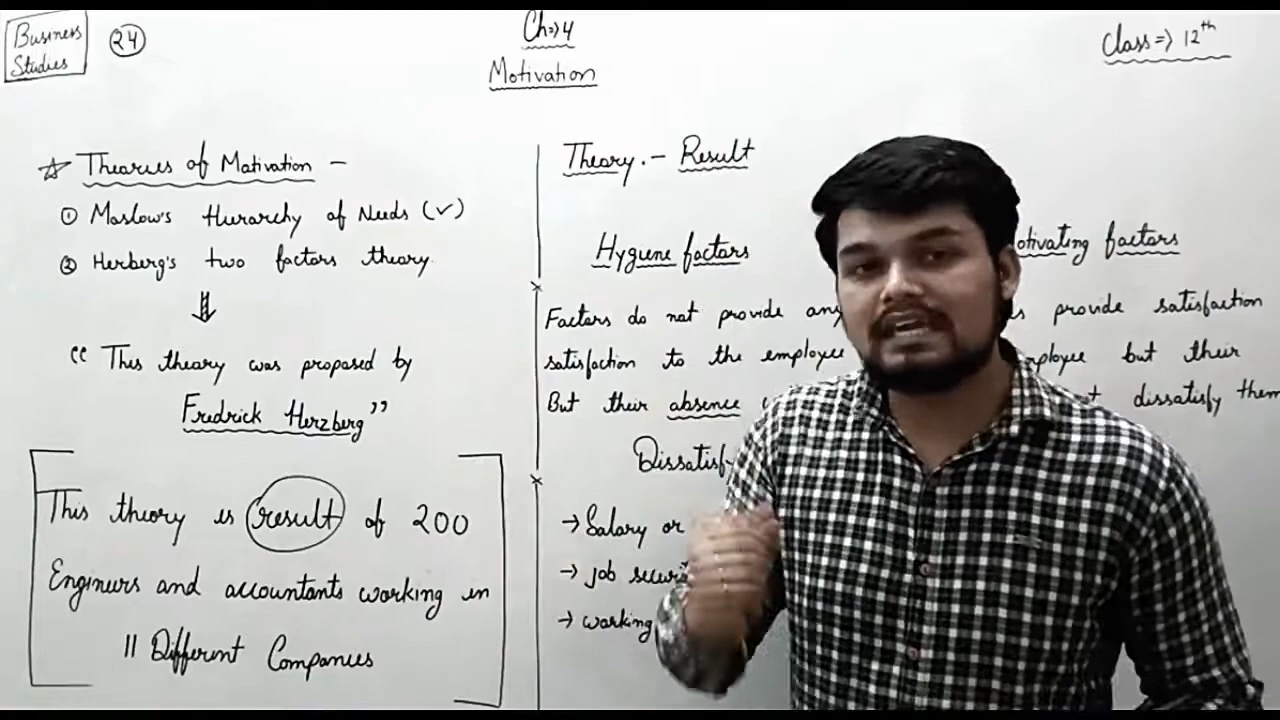 Business
Studies
24
Ch=>4
Motivation
Class=> 12th
☆ Theories of Motivation -
① Maslow's Hierarchy of Needs (✓)
② Herberg's two factors theory
⇓
“ This theory was proposed by
Fredrick Herzberg ”
This theory is result of 200
Engineers and accountants working in
11 Different Companies
Theory. - Result
Hygiene factors
Factors do not provide any
satisfaction to the employee
But their absence
Dissatisfy
→ Salary or
→ job
→ working
otivating factors
provide satisfaction
mployee but their
dissatisfy them